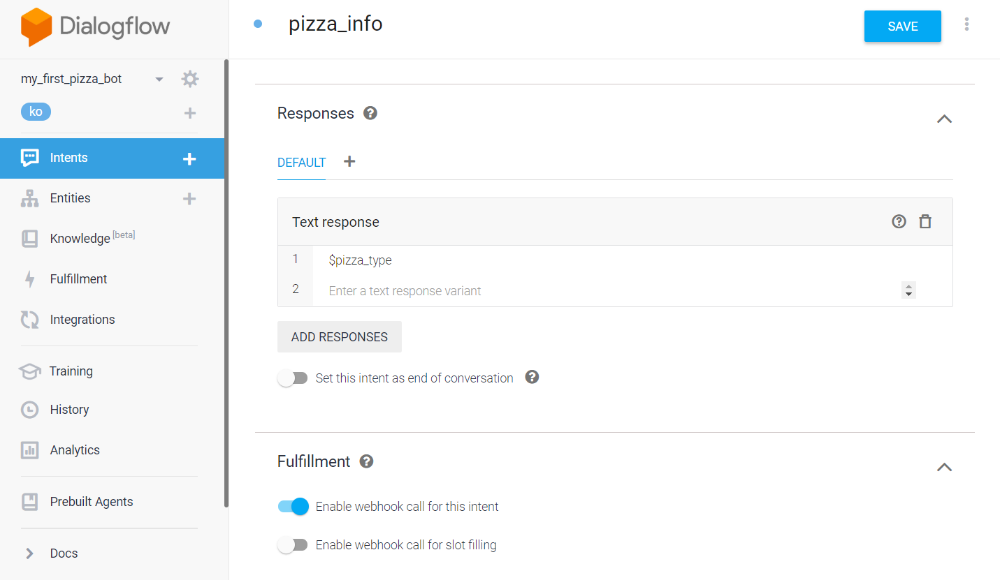 Dialogflow
pizza_info
SAVE
my_first_pizza_bot
ko
Intents
Entities
Knowledge [beta]
Fulfillment
Integrations
Training
History
Analytics
Prebuilt Agents
Docs
Responses
DEFAULT
Text response
1 $pizza_type
2 Enter a text response variant
ADD RESPONSES
Set this intent as end of conversation
Fulfillment
Enable webhook call for this intent
Enable webhook call for slot filling